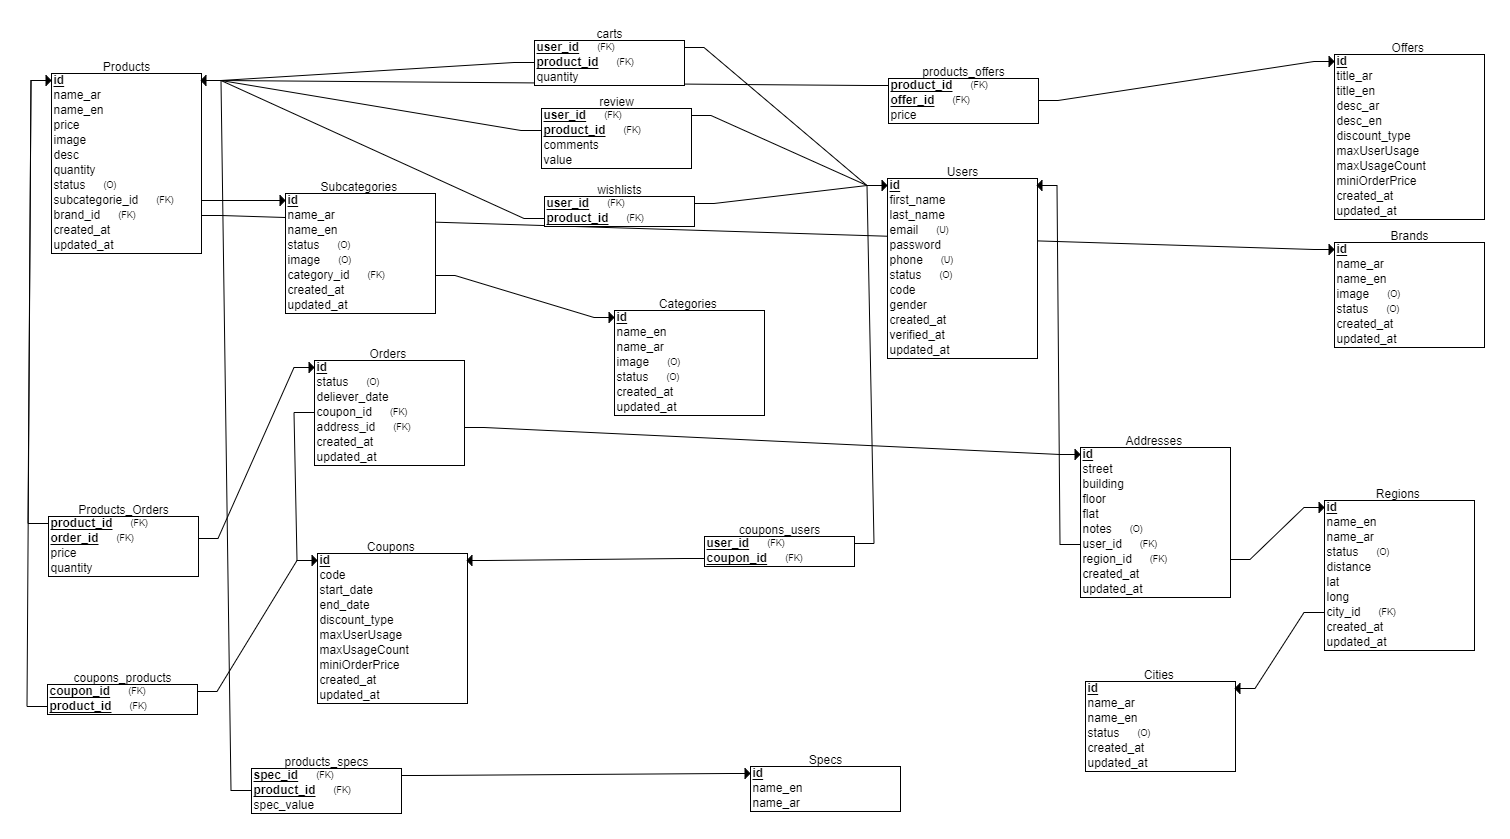 carts
user_id (FK)
product_id (FK)
quantity
Products
id
name_ar
name_en
price
image
desc
quantity
status (O)
subcategorie_id (FK)
brand_id (FK)
created_at
updated_at
review
user_id (FK)
product_id (FK)
comments
value
products_offers
product_id (FK)
offer_id (FK)
price
Offers
id
title_ar
title_en
desc_ar
desc_en
discount_type
maxUserUsage
maxUsageCount
miniOrderPrice
created_at
updated_at
Subcategories
id
name_ar
name_en
status (O)
image (O)
category_id (FK)
created_at
updated_at
wishlists
user_id (FK)
product_id (FK)
Users
id
first_name
last_name
email (U)
password
phone (U)
status (O)
code
gender
created_at
verified_at
updated_at
Brands
id
name_ar
name_en
image (O)
status (O)
created_at
updated_at
Categories
id
name_en
name_ar
image (O)
status (O)
created_at
updated_at
Orders
id
status (O)
deliever_date
coupon_id (FK)
address_id (FK)
created_at
updated_at
Addresses
id
street
building
floor
flat
notes (O)
user_id (FK)
region_id (FK)
created_at
updated_at
Regions
id
name_en
name_ar
status (O)
distance
lat
long
city_id (FK)
created_at
updated_at
Products_Orders
product_id (FK)
order_id (FK)
price
quantity
Coupons
id
code
start_date
end_date
discount_type
maxUserUsage
maxUsageCount
miniOrderPrice
created_at
updated_at
coupons_users
user_id (FK)
coupon_id (FK)
coupons_products
coupon_id (FK)
product_id (FK)
Cities
id
name_ar
name_en
status (O)
created_at
updated_at
products_specs
spec_id (FK)
product_id (FK)
spec_value
Specs
id
name_en
name_ar